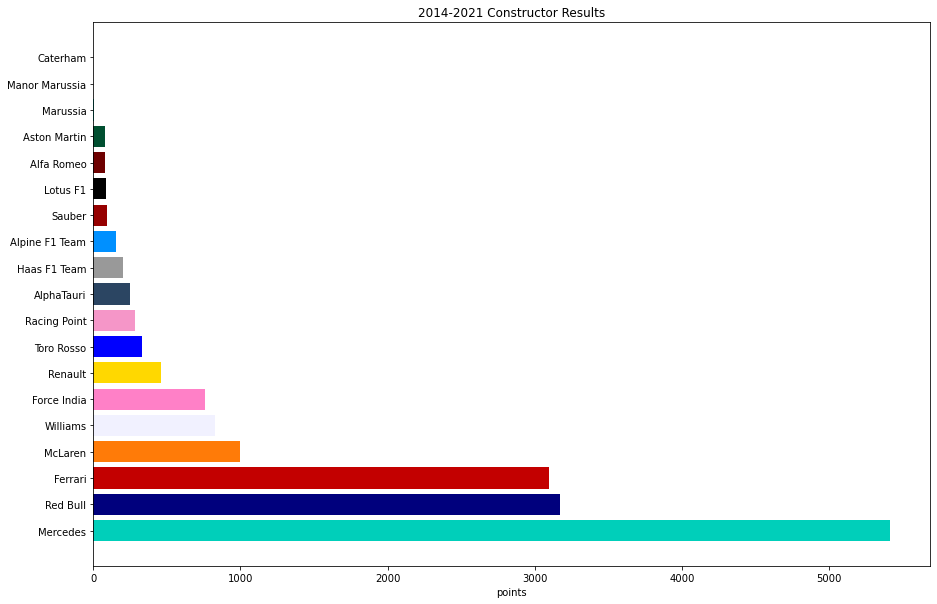 2014-2021 Constructor Results
Caterham
Manor Marussia
Marussia
Aston Martin
Alfa Romeo
Lotus F1
Sauber
Alpine F1 Team
Haas F1 Team
AlphaTauri
Racing Point
Toro Rosso
Renault
Force India
Williams
McLaren
Ferrari
Red Bull
Mercedes
0 1000 2000 3000 4000 5000
points